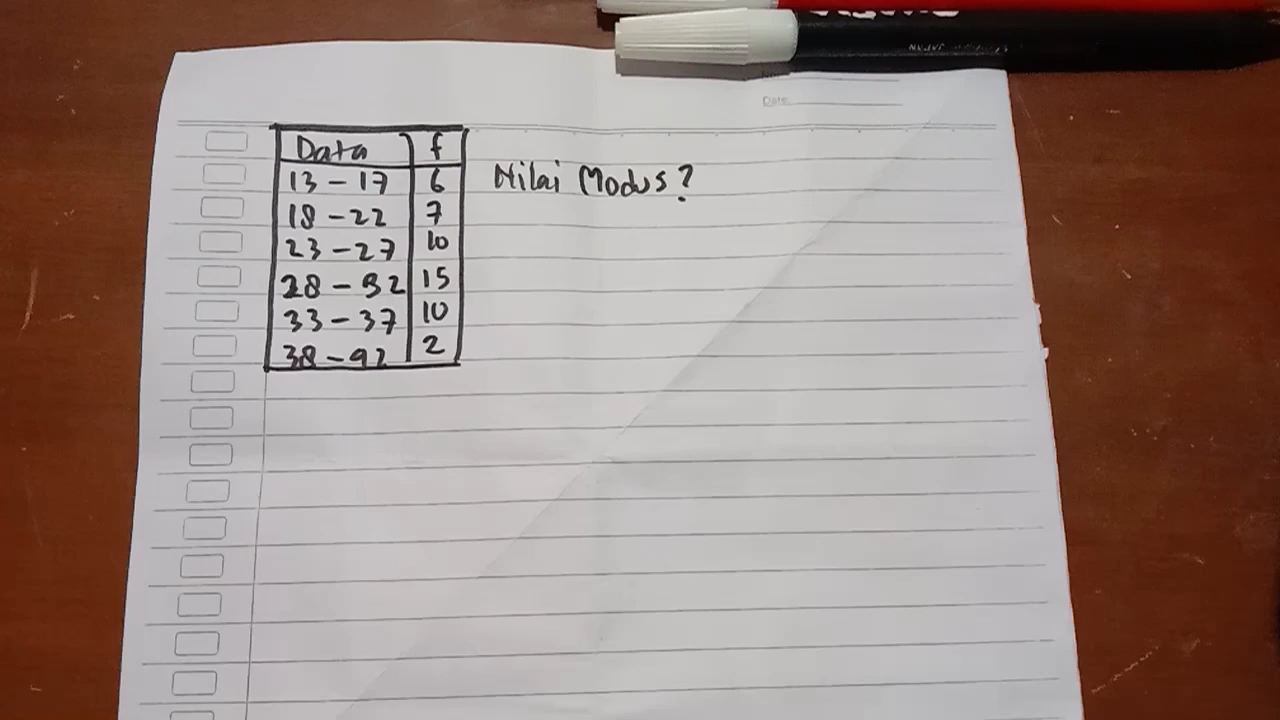 Date:
Data f
13 - 17 6
18 - 22 7
23 - 27 10
28 - 32 15
33 - 37 10
38 - 42 2
Nilai Modus?